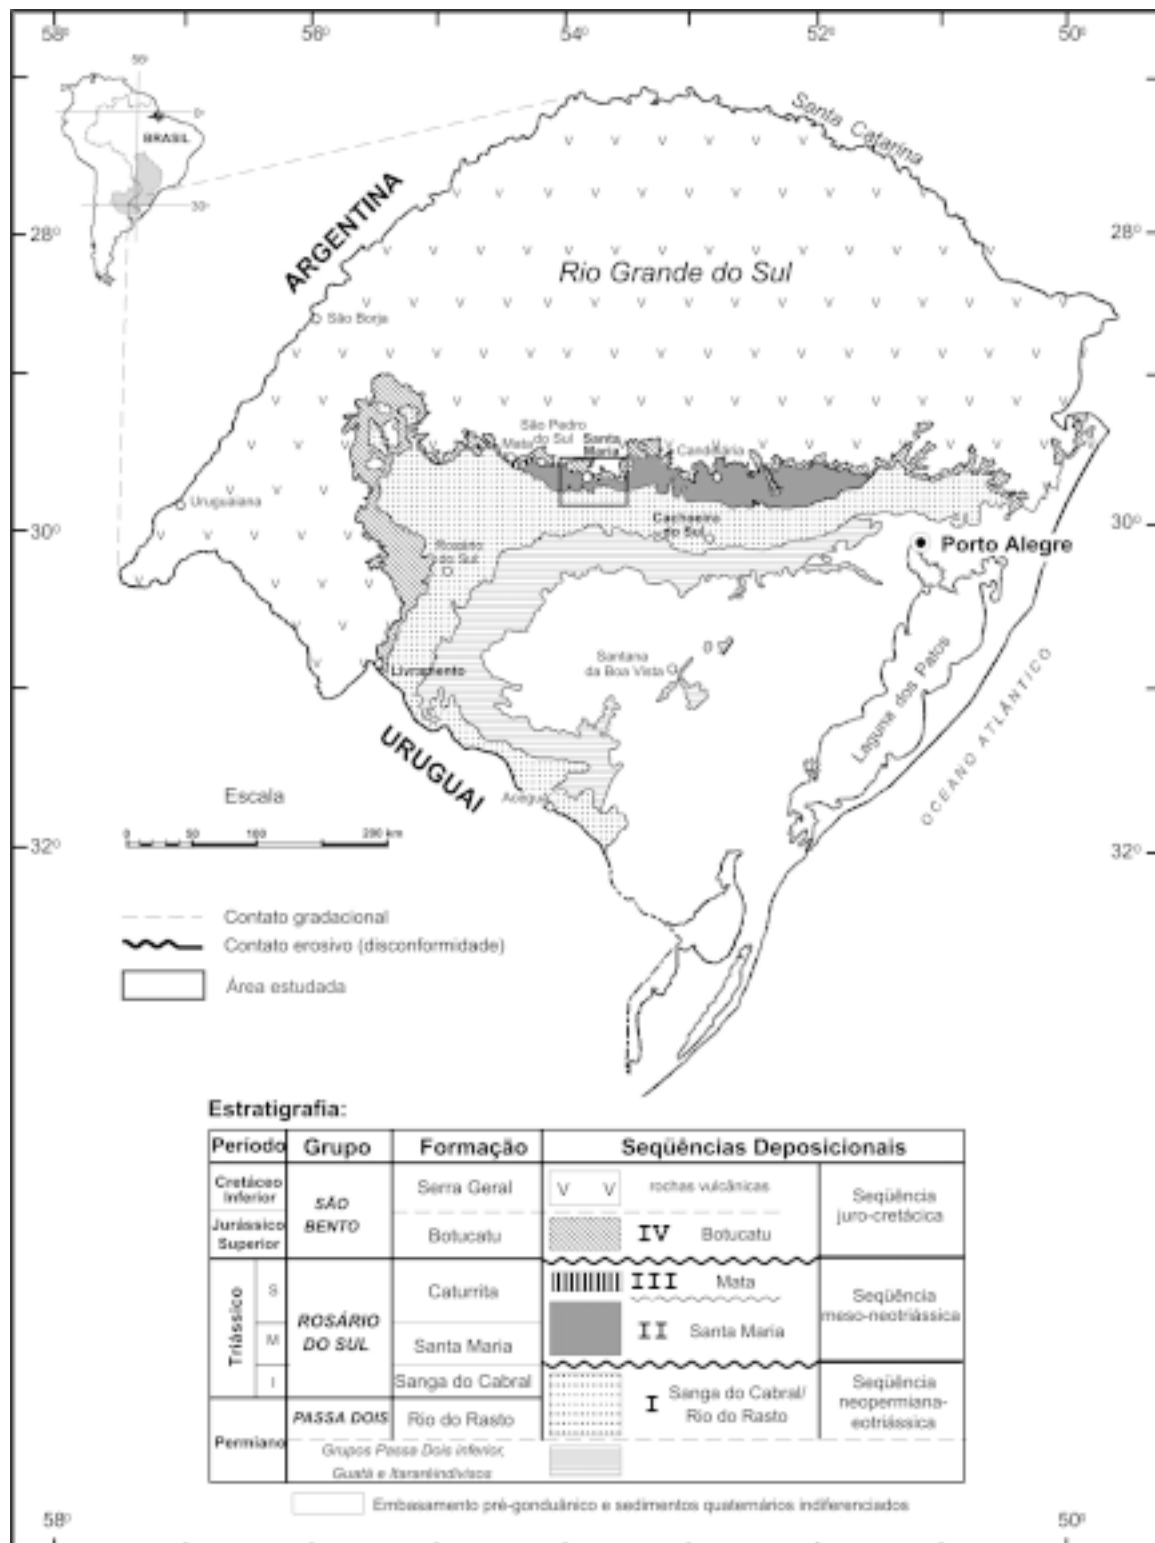 58º 56º 54º 52º 50º
56º
0º
BRASIL
30º
Santa Catarina
ARGENTINA
28º 28º
Rio Grande do Sul
São Borja
São Pedro
do Sul
Mata
Santa
Maria
Candelária
Uruguaiana
30º 30º
Cachoeira
do Sul
Rosário
do Sul
Porto Alegre
Santana
da Boa Vista
Livramento
Laguna dos Patos
OCEANO ATLÂNTICO
URUGUAI
Aceguá
Escala
0 50 100 200 km
32º 32º
Contato gradacional
Contato erosivo (disconformidade)
Área estudada
Estratigrafia:
Período Grupo Formação Seqüências Deposicionais
Cretáceo
Inferior
Jurássico
Superior
SÃO
BENTO
Serra Geral
V V rochas vulcânicas
Botucatu
IV Botucatu
Seqüência
juro-cretácica
Triássico
S
M
I
ROSÁRIO
DO SUL
Caturrita
III Mata
Santa Maria
II Santa Maria
Seqüência
meso-neotriássica
Sanga do Cabral
I Sanga do Cabral/
Rio do Rasto
Seqüência
neopermiana-
eotriássica
Permiano
PASSA DOIS
Rio do Rasto
Grupos Passa Dois inferior,
Guatá e Itararé indivisos
Embasamento pré-gonduânico e sedimentos quaternários indiferenciados
58º 50º